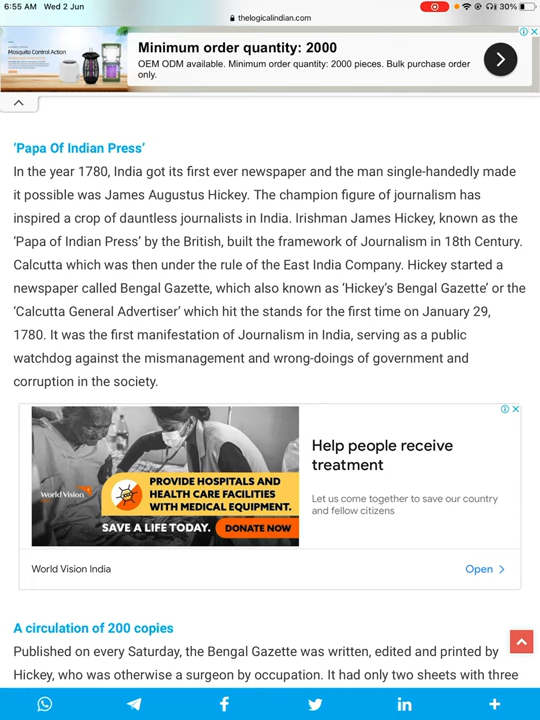 6:55 AM Wed 2 Jun
30%
thelogicalindian.com
Mosquito Control Action
Minimum order quantity: 2000
OEM ODM available. Minimum order quantity: 2000 pieces. Bulk purchase order
only.
‘Papa Of Indian Press’
In the year 1780, India got its first ever newspaper and the man single-handedly made
it possible was James Augustus Hickey. The champion figure of journalism has
inspired a crop of dauntless journalists in India. Irishman James Hickey, known as the
‘Papa of Indian Press’ by the British, built the framework of Journalism in 18th Century.
Calcutta which was then under the rule of the East India Company. Hickey started a
newspaper called Bengal Gazette, which also known as ‘Hickey’s Bengal Gazette’ or the
‘Calcutta General Advertiser’ which hit the stands for the first time on January 29,
1780. It was the first manifestation of Journalism in India, serving as a public
watchdog against the mismanagement and wrong-doings of government and
corruption in the society.
World Vision
PROVIDE HOSPITALS AND
HEALTH CARE FACILITIES
WITH MEDICAL EQUIPMENT.
SAVE A LIFE TODAY. DONATE NOW
Help people receive
treatment
Let us come together to save our country
and fellow citizens
World Vision India
Open
A circulation of 200 copies
Published on every Saturday, the Bengal Gazette was written, edited and printed by
Hickey, who was otherwise a surgeon by occupation. It had only two sheets with three